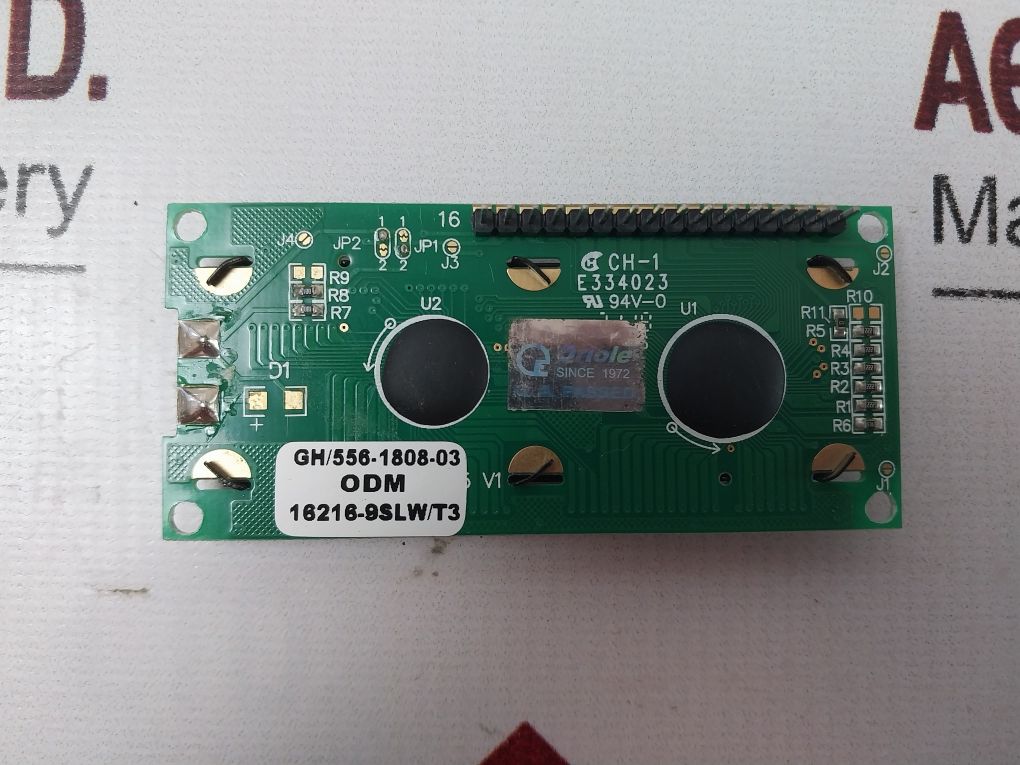 D.
Ae
ery
Ma
16
1 1
J4
JP2
JP1
J3
2 2
CH-1
E334023
94V-0
J2
R9
R8
R7
U2
U1
R10
R11
R5
R4
R3
R2
R1
R6
Oriole
SINCE 1972
D1
+
GH/556-1808-03
ODM
16216-9SLW/T3
V1
J1